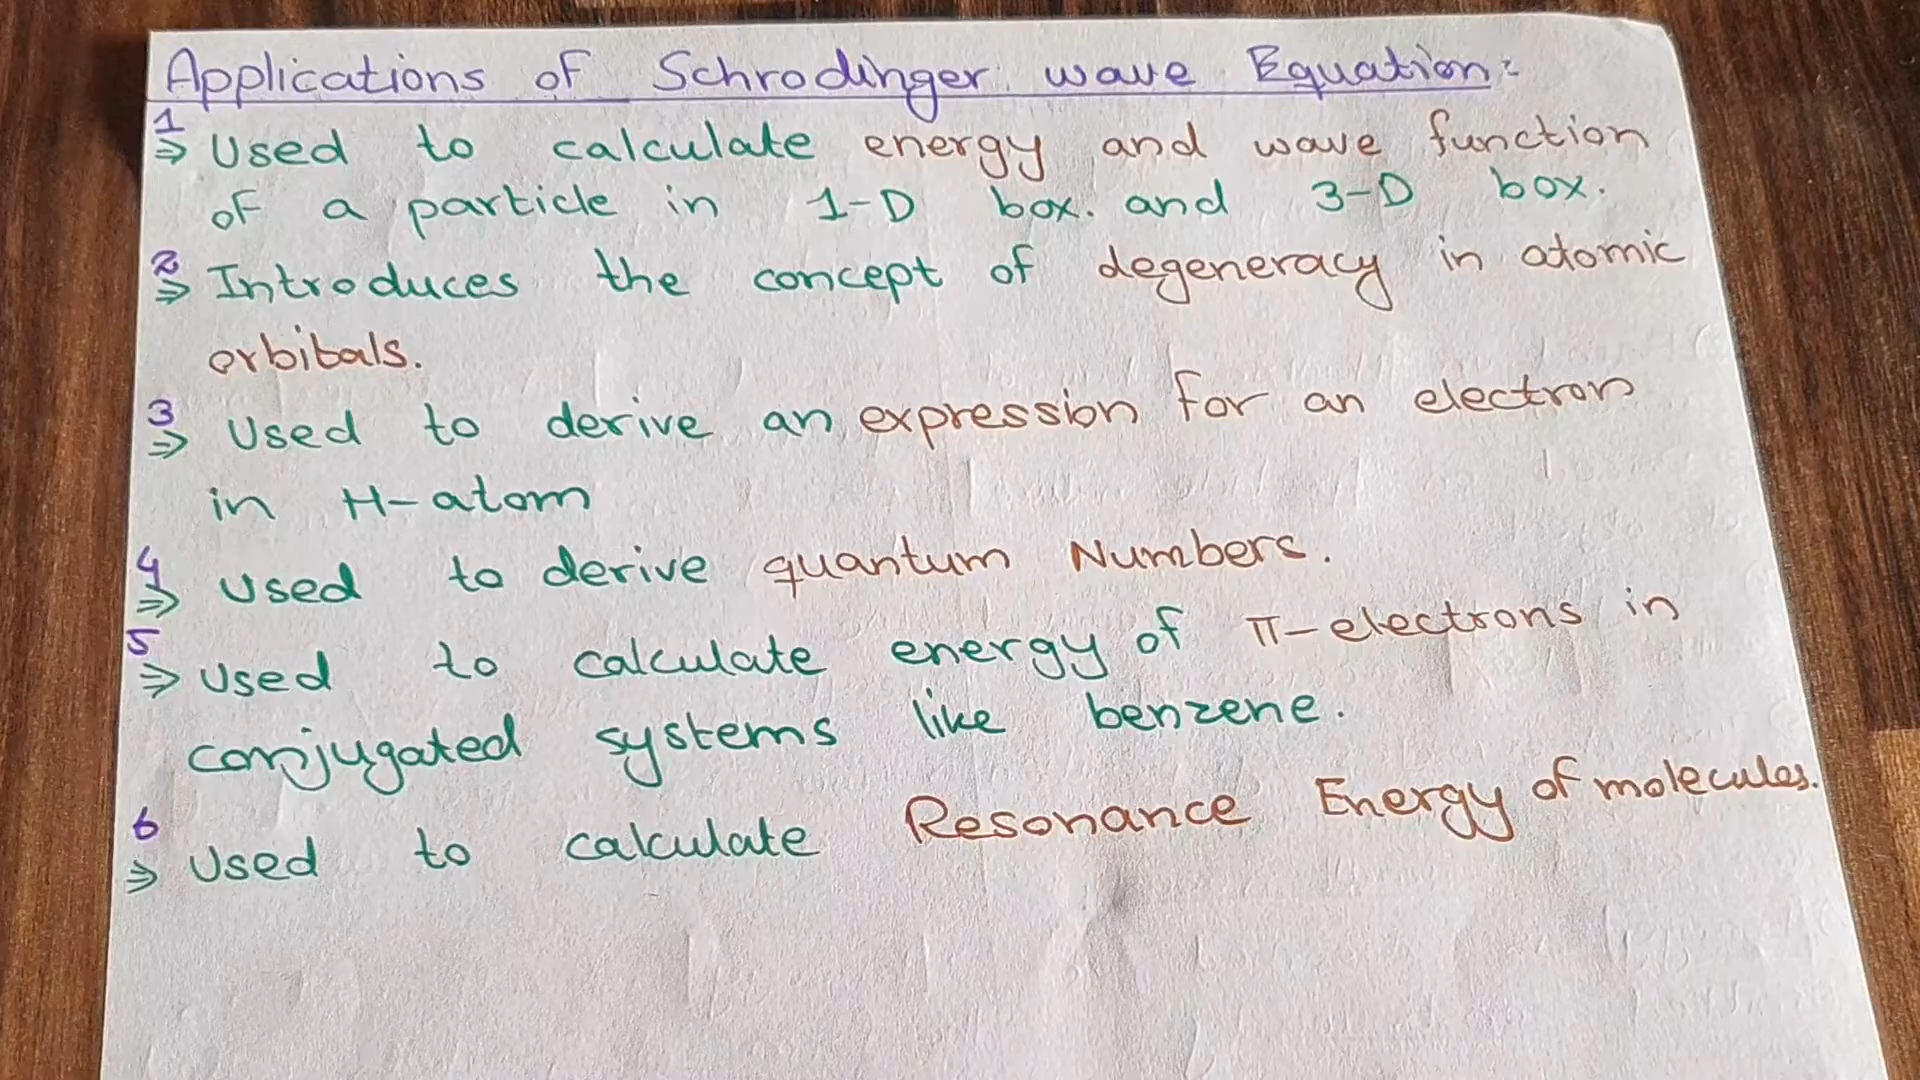 Applications of Schrodinger wave Equation:
1 ⇒ Used to calculate energy and wave function
of a particle in 1-D box. and 3-D box.
2 ⇒ Introduces the concept of degeneracy in atomic
orbitals.
3 ⇒ Used to derive an expression for an electron
in H-atom
4 ⇒ Used to derive quantum Numbers.
5 ⇒ Used to calculate energy of π-electrons in
conjugated systems like benzene.
6 ⇒ Used to calculate Resonance Energy of molecules.